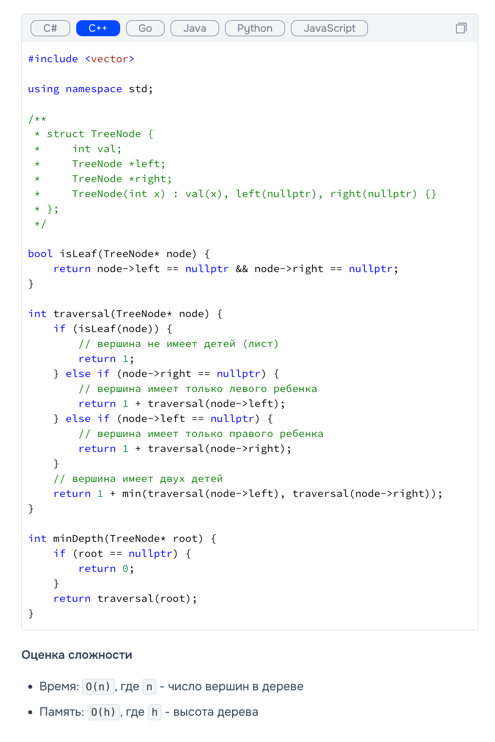 C# C++ Go Java Python JavaScript
#include <vector>
using namespace std;
/**
 * struct TreeNode {
 *     int val;
 *     TreeNode *left;
 *     TreeNode *right;
 *     TreeNode(int x) : val(x), left(nullptr), right(nullptr) {}
 * };
 */
bool isLeaf(TreeNode* node) {
    return node->left == nullptr && node->right == nullptr;
}
int traversal(TreeNode* node) {
    if (isLeaf(node)) {
        // вершина не имеет детей (лист)
        return 1;
    } else if (node->right == nullptr) {
        // вершина имеет только левого ребенка
        return 1 + traversal(node->left);
    } else if (node->left == nullptr) {
        // вершина имеет только правого ребенка
        return 1 + traversal(node->right);
    }
    // вершина имеет двух детей
    return 1 + min(traversal(node->left), traversal(node->right));
}
int minDepth(TreeNode* root) {
    if (root == nullptr) {
        return 0;
    }
    return traversal(root);
}
Оценка сложности
• Время: O(n), где n - число вершин в дереве
• Память: O(h), где h - высота дерева